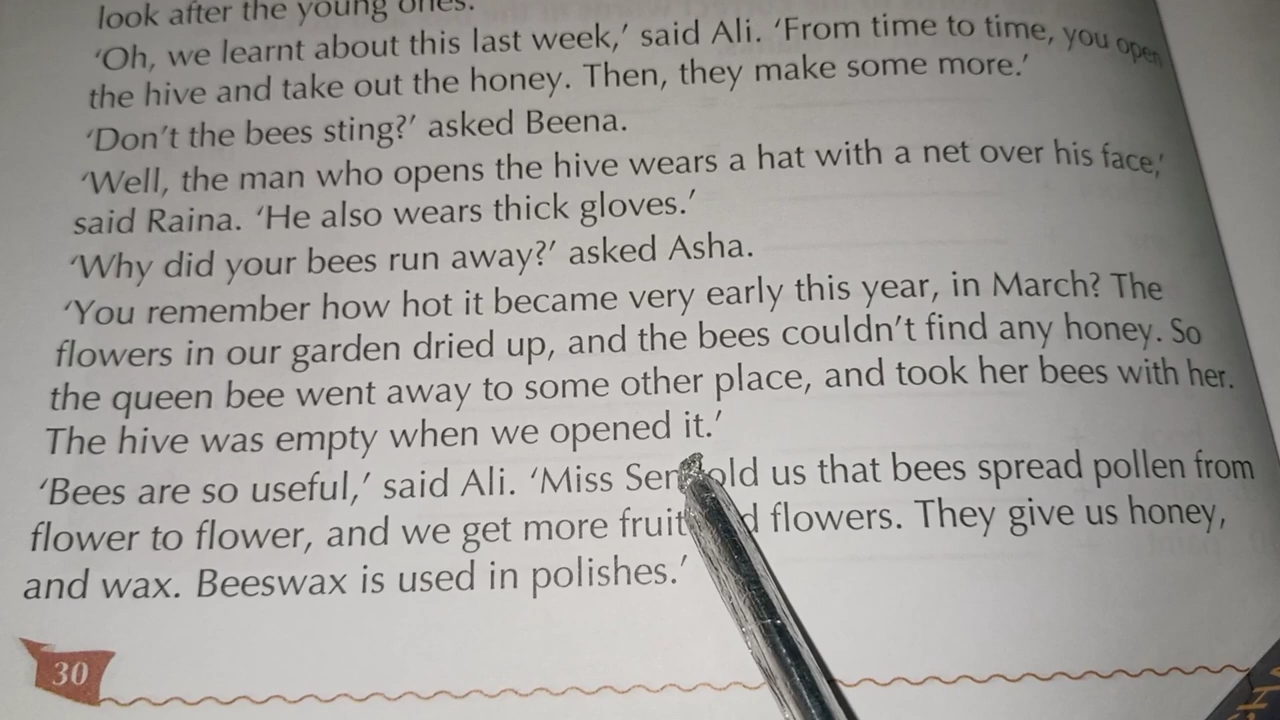 look after the young ones.
‘Oh, we learnt about this last week,’ said Ali. ‘From time to time, you open
the hive and take out the honey. Then, they make some more.’
‘Don’t the bees sting?’ asked Beena.
‘Well, the man who opens the hive wears a hat with a net over his face,’
said Raina. ‘He also wears thick gloves.’
‘Why did your bees run away?’ asked Asha.
‘You remember how hot it became very early this year, in March? The
flowers in our garden dried up, and the bees couldn’t find any honey. So
the queen bee went away to some other place, and took her bees with her.
The hive was empty when we opened it.’
‘Bees are so useful,’ said Ali. ‘Miss Sen told us that bees spread pollen from
flower to flower, and we get more fruit flowers. They give us honey,
and wax. Beeswax is used in polishes.’
30